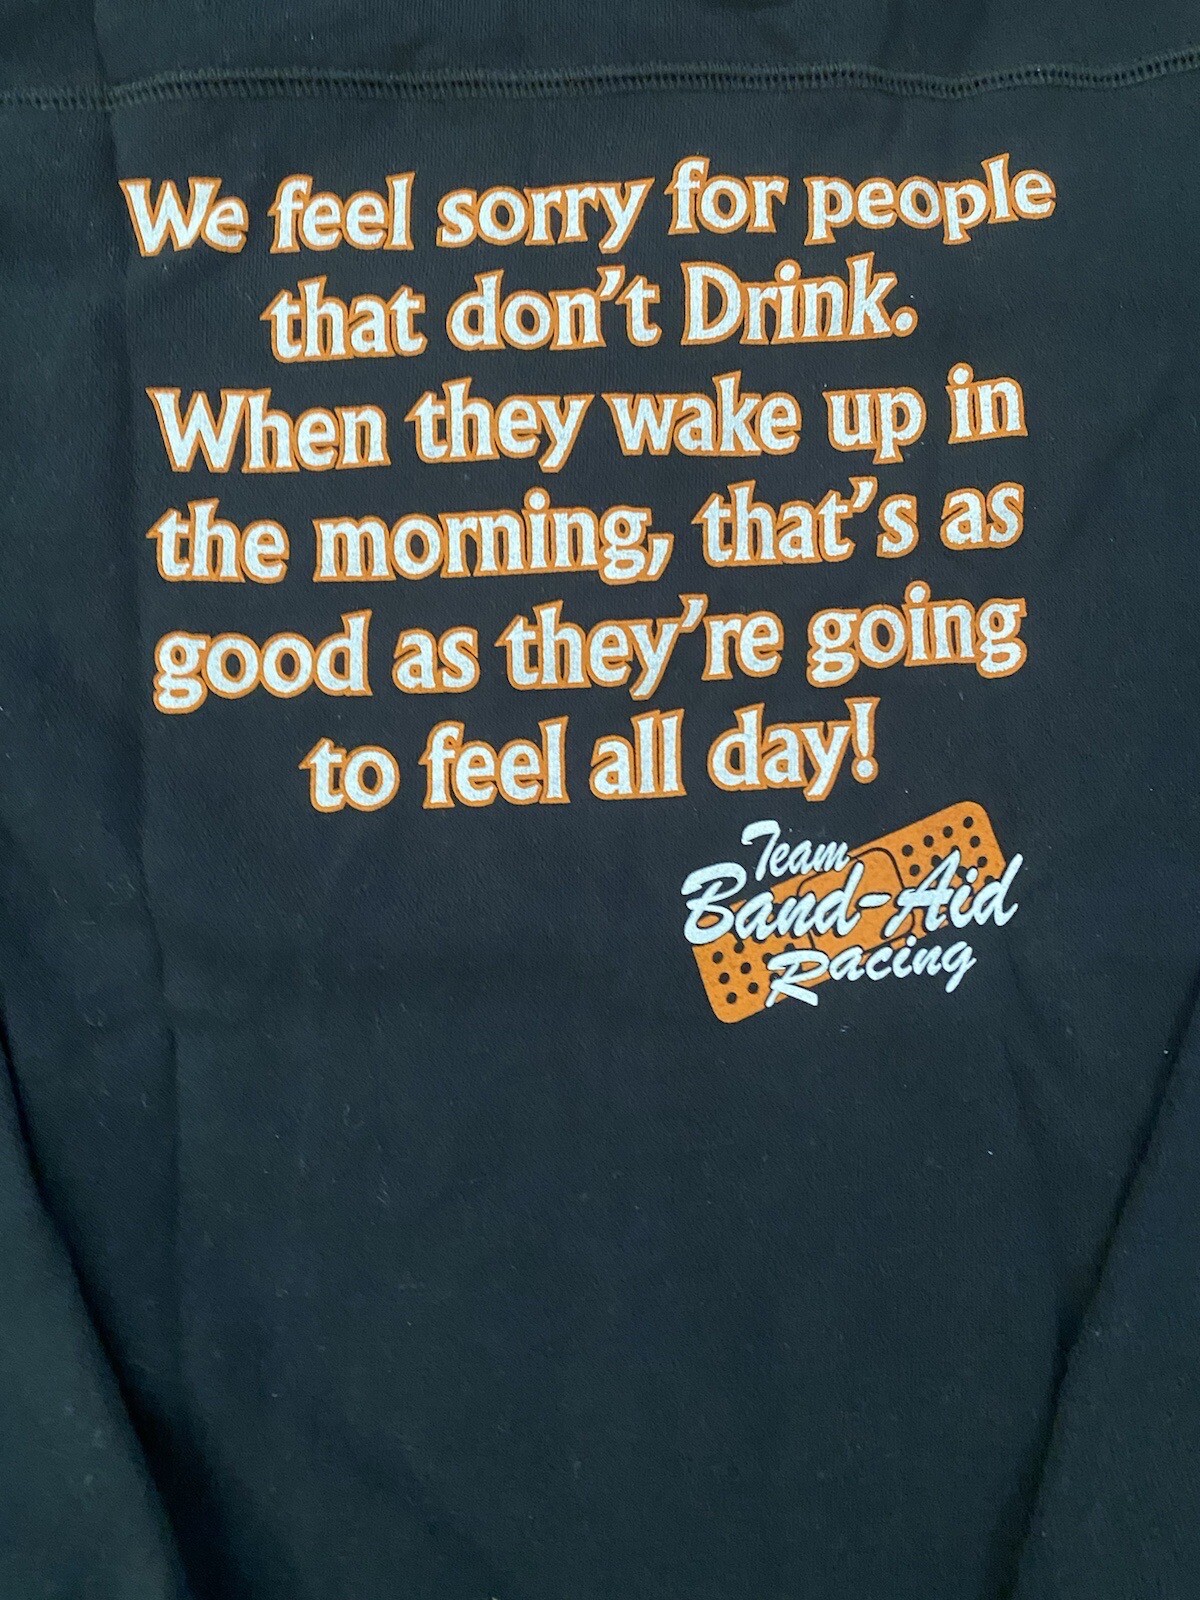 We feel sorry for people
that don't Drink.
When they wake up in
the morning, that's as
good as they're going
to feel all day!
Team
Band-Aid
Racing